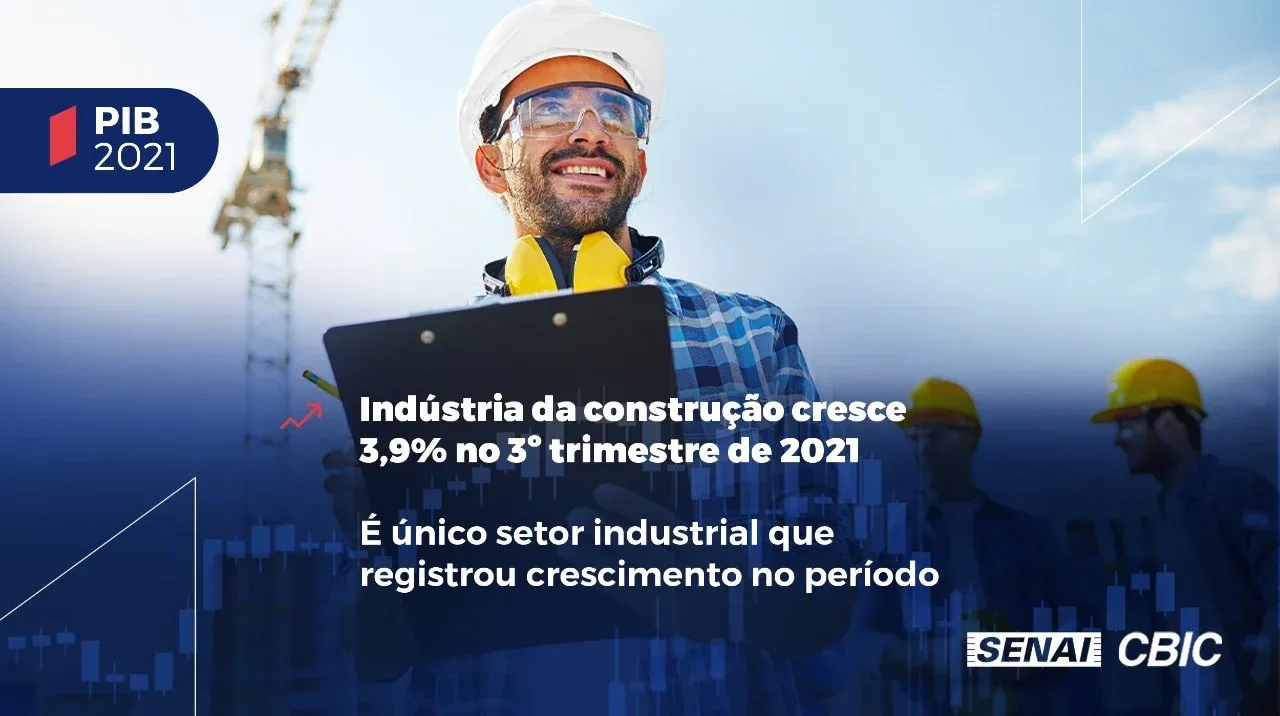 PIB
2021
Indústria da construção cresce
3,9% no 3º trimestre de 2021
É único setor industrial que
registrou crescimento no período
SENAI CBIC